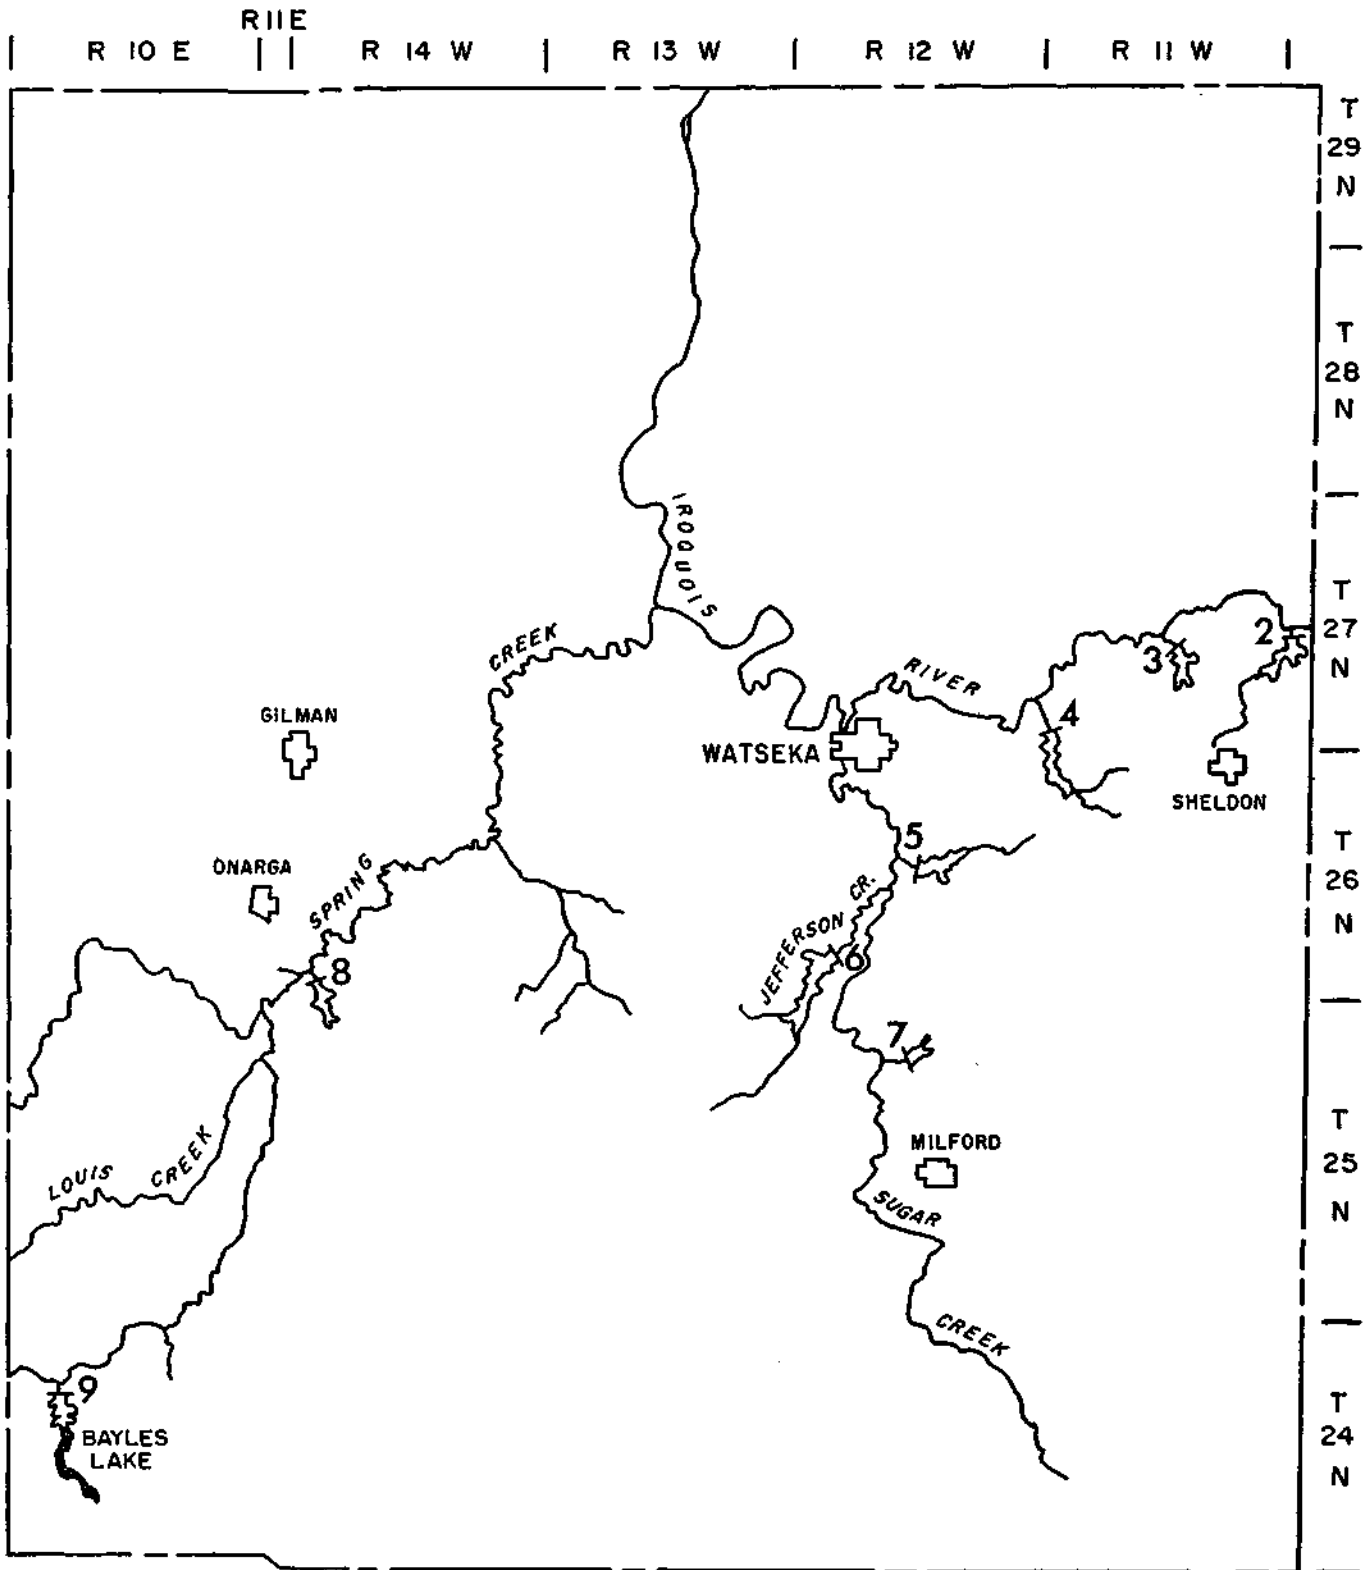 R11E
R 10 E
R 14 W
R 13 W
R 12 W
R 11 W
T
29
N
T
28
N
IROQUOIS
T
27
N
CREEK
2
3
RIVER
4
GILMAN
WATSEKA
SHELDON
5
T
26
N
ONARGA
SPRING
JEFFERSON CR.
6
8
7
LOUIS
CREEK
MILFORD
T
25
N
SUGAR
CREEK
9
BAYLES
LAKE
T
24
N